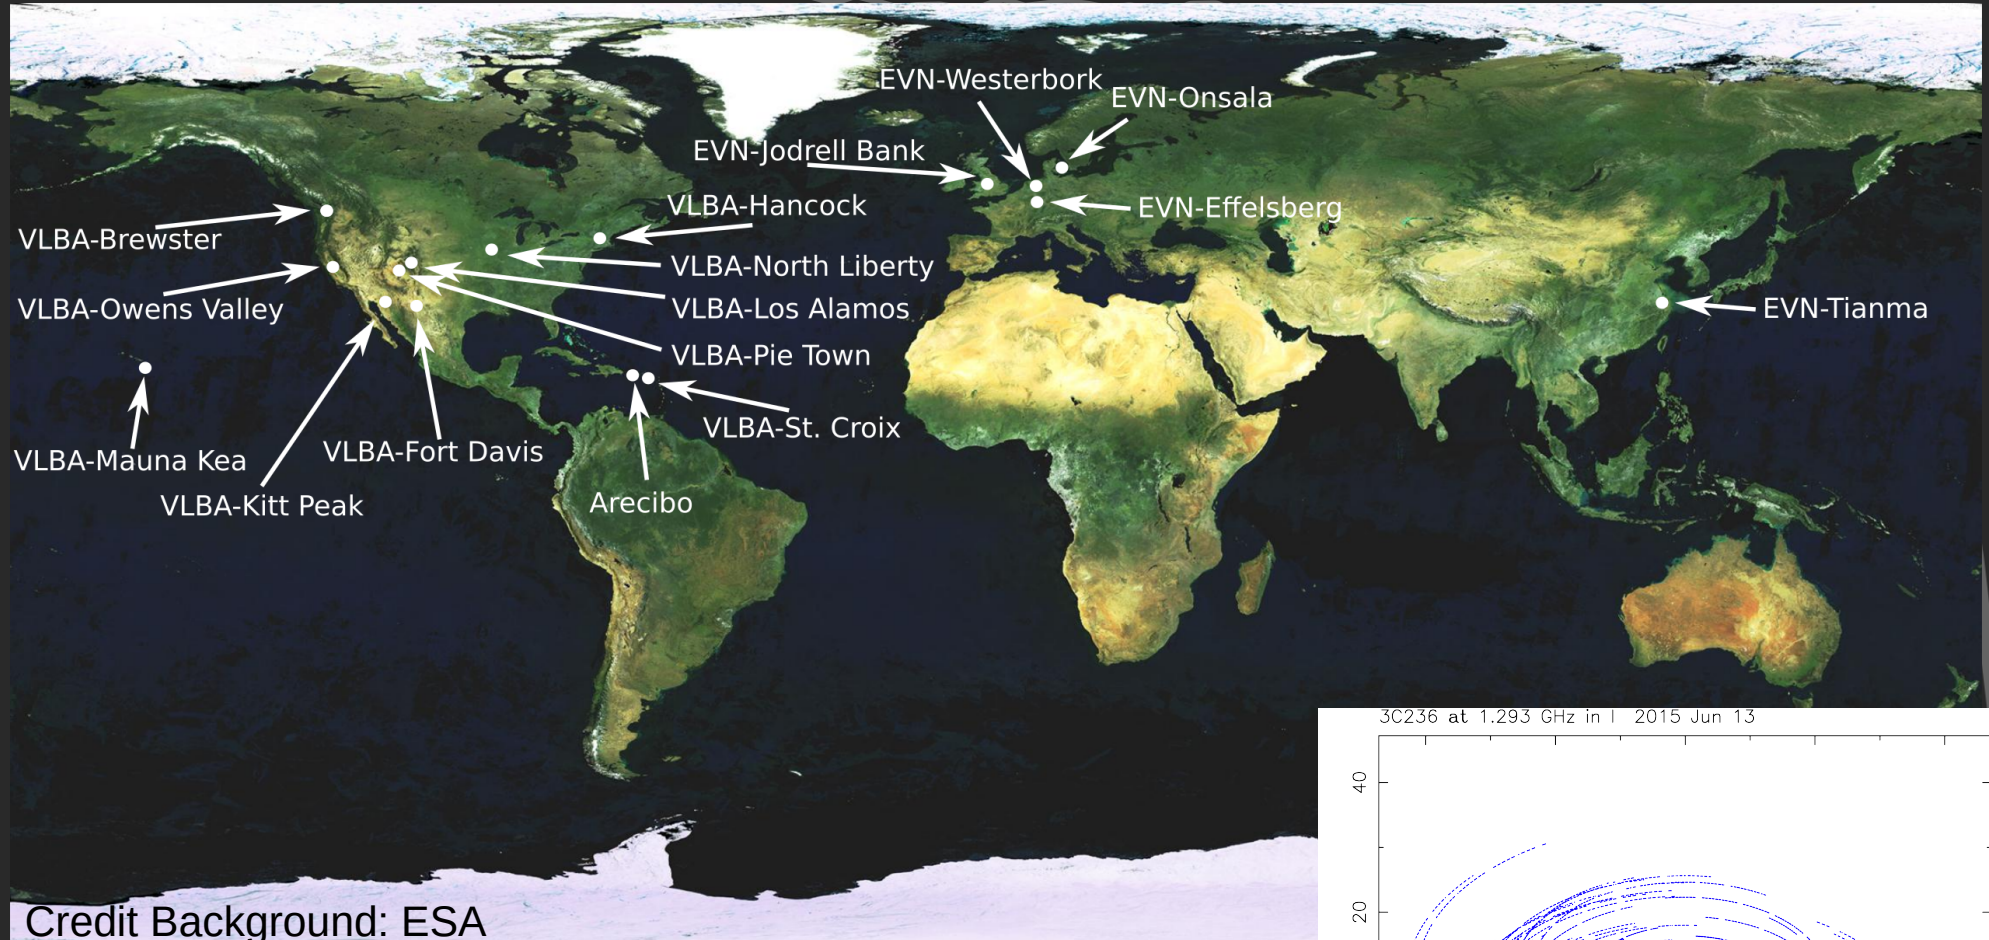 EVN-Westerbork
EVN-Onsala
EVN-Jodrell Bank
VLBA-Hancock
EVN-Effelsberg
VLBA-Brewster
VLBA-North Liberty
VLBA-Owens Valley
VLBA-Los Alamos
EVN-Tianma
VLBA-Pie Town
VLBA-St. Croix
VLBA-Fort Davis
VLBA-Mauna Kea
VLBA-Kitt Peak
Arecibo
3C236 at 1.293 GHz in I 2015 Jun 13
40
20
Credit Background: ESA